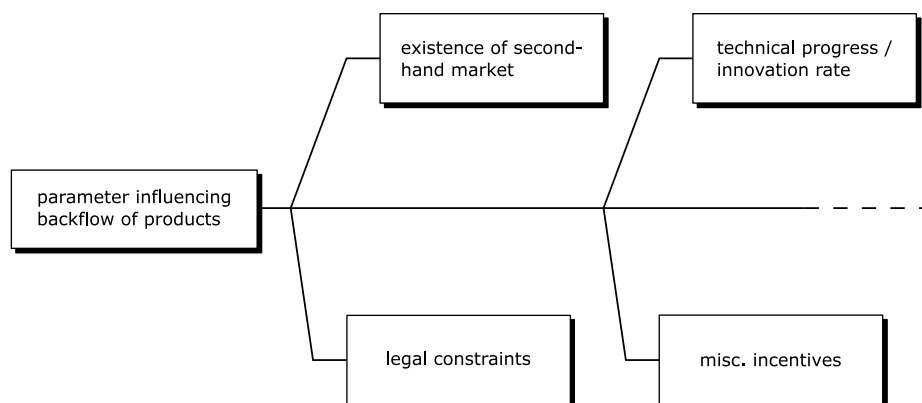 existence of second-
hand market
technical progress /
innovation rate
parameter influencing
backflow of products
legal constraints
misc. incentives